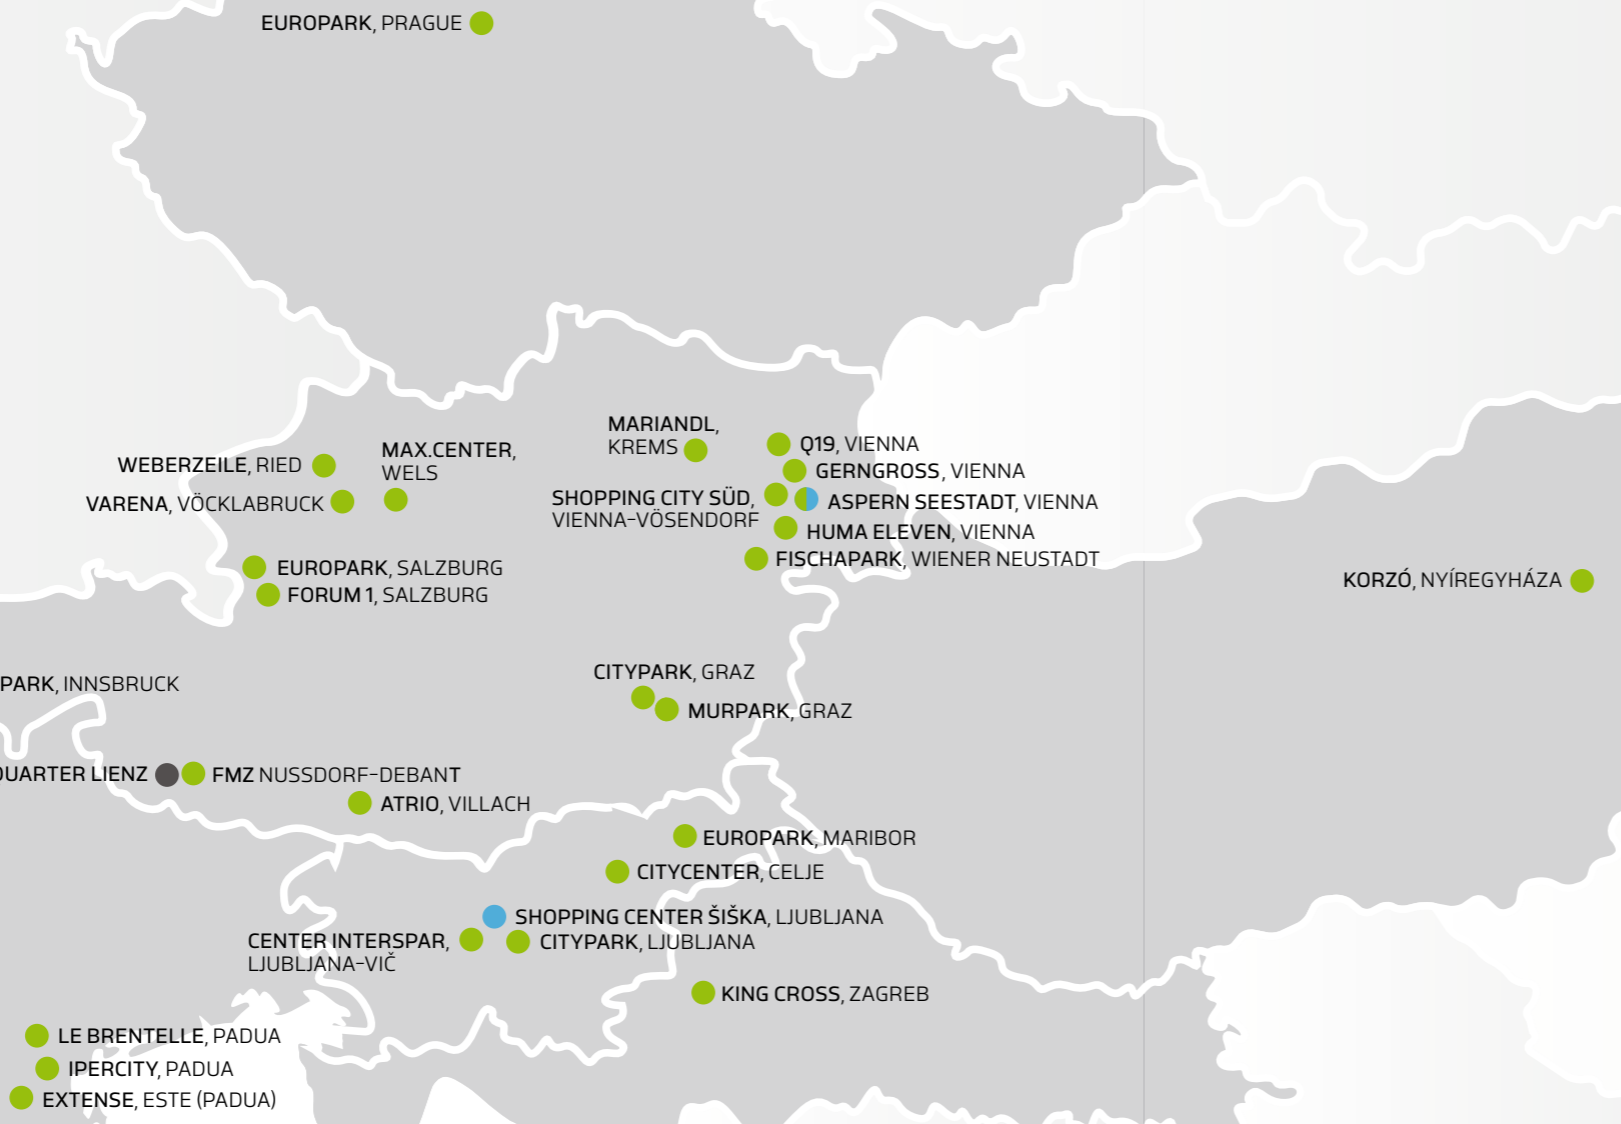 EUROPARK, PRAGUE
MARIANDL,
KREMS
Q19, VIENNA
GERNGROSS, VIENNA
WEBERZEILE, RIED
MAX.CENTER,
WELS
VARENA, VÖCKLABRUCK
SHOPPING CITY SÜD,
VIENNA-VÖSENDORF
ASPERN SEESTADT, VIENNA
HUMA ELEVEN, VIENNA
FISCHAPARK, WIENER NEUSTADT
EUROPARK, SALZBURG
FORUM 1, SALZBURG
KORZÓ, NYÍREGYHÁZA
PARK, INNSBRUCK
CITYPARK, GRAZ
MURPARK, GRAZ
UARTER LIENZ
FMZ NUSSDORF-DEBANT
ATRIO, VILLACH
EUROPARK, MARIBOR
CITYCENTER, CELJE
SHOPPING CENTER ŠIŠKA, LJUBLJANA
CENTER INTERSPAR,
LJUBLJANA-VIČ
CITYPARK, LJUBLJANA
KING CROSS, ZAGREB
LE BRENTELLE, PADUA
IPERCITY, PADUA
EXTENSE, ESTE (PADUA)